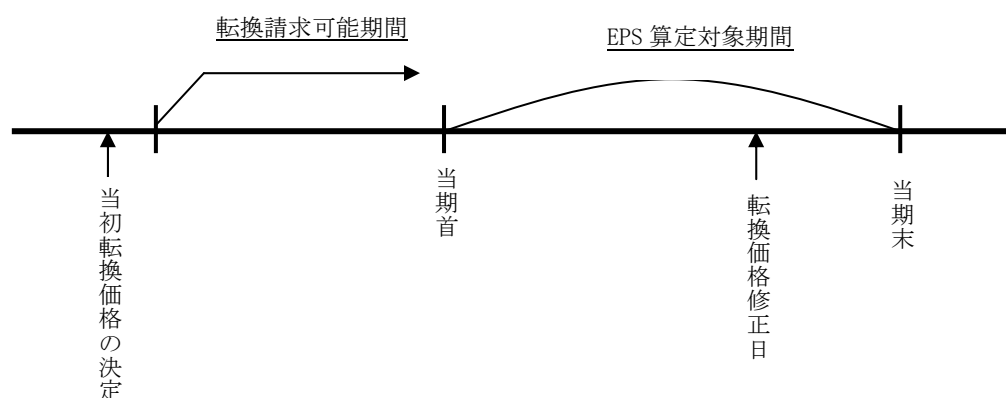 転換請求可能期間
EPS 算定対象期間
当初転換価格の決定
当期首
転換価格修正日
当期末